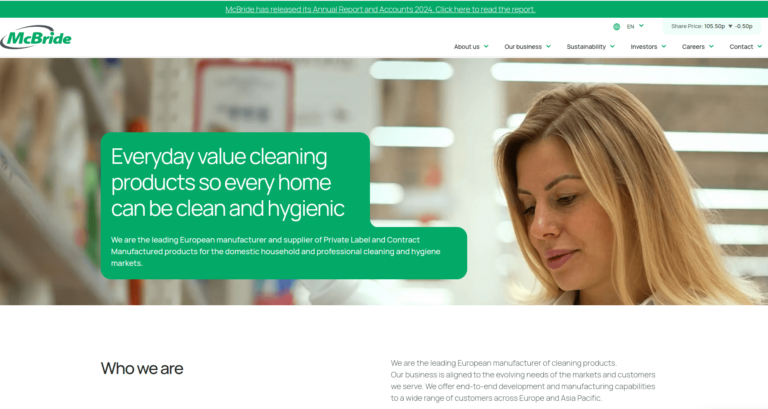 McBride has released its Annual Report and Accounts 2024. Click here to read the report.
EN
Share Price: 105.50p ▼ -0.50p
McBride
About us
Our business
Sustainability
Investors
Careers
Contact
Everyday value cleaning
products so every home
can be clean and hygienic
We are the leading European manufacturer and supplier of Private Label and Contract
Manufactured products for the domestic household and professional cleaning and hygiene
markets.
Who we are
We are the leading European manufacturer of cleaning products.
Our business is aligned to the evolving needs of the markets and customers
we serve. We offer end-to-end development and manufacturing capabilities
to a wide range of customers across Europe and Asia Pacific.